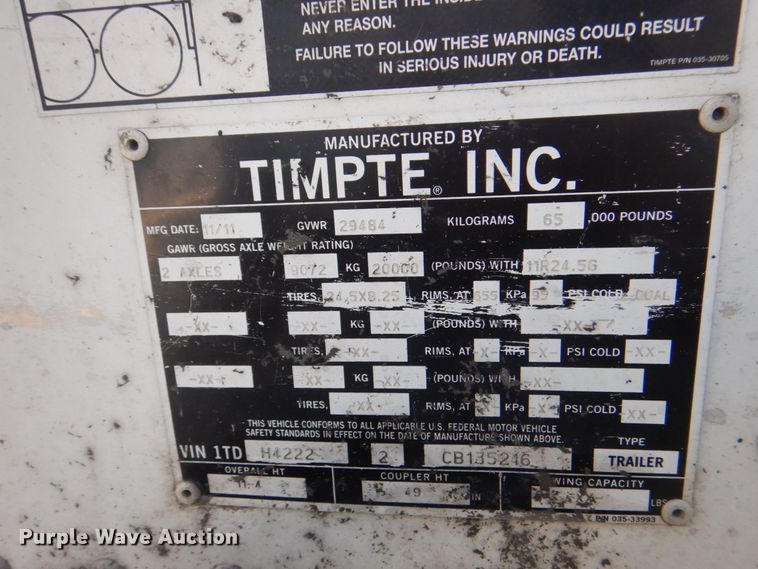 NEVER ENTER THE INSIDE
ANY REASON.
FAILURE TO FOLLOW THESE WARNINGS COULD RESULT
IN SERIOUS INJURY OR DEATH.
TIMPTE P/N 035-30705
MANUFACTURED BY
TIMPTE® INC.
MFG DATE: 11/11 GVWR 29484 KILOGRAMS 65 ,000 POUNDS
GAWR (GROSS AXLE WEIGHT RATING)
2 AXLES 9072 KG 20000 (POUNDS) WITH 11R24.5G
TIRES, 24.5X8.25 RIMS, AT 655 KPa 95 PSI COLD DUAL
-XX- -XX- KG -XX- (POUNDS) WITH -XX-
TIRES, -XX- RIMS, AT -X- KPa -X- PSI COLD -XX-
-XX- -XX- KG -XX- (POUNDS) WITH -XX-
TIRES, -XX- RIMS, AT KPa -X- PSI COLD -XX-
THIS VEHICLE CONFORMS TO ALL APPLICABLE U.S. FEDERAL MOTOR VEHICLE
SAFETY STANDARDS IN EFFECT ON THE DATE OF MANUFACTURE SHOWN ABOVE.
TYPE
VIN 1TD H4222 2 CB135216 TRAILER
OVERALL HT COUPLER HT WING CAPACITY
49 IN LBS
P/N 035-33993
Purple Wave Auction